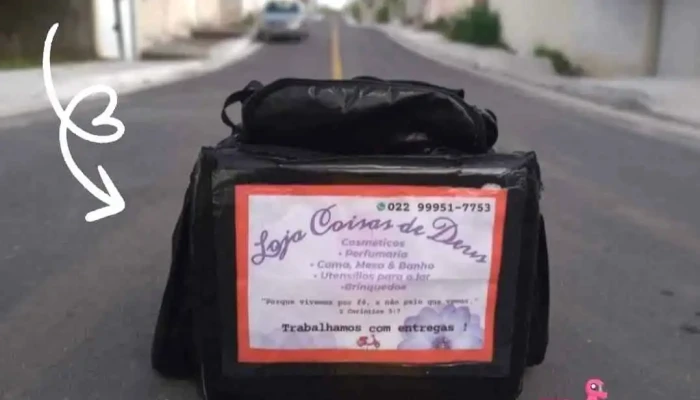 022 99951-7753
Loja Coisas de Deus
Cosméticos
• Perfumaria
• Cama, Mesa & Banho
• Utensílios para o lar
•Brinquedos
"Porque vivemos por fé, e não pelo que vemos."
2 Coríntios 5:7
Trabalhamos com entregas !